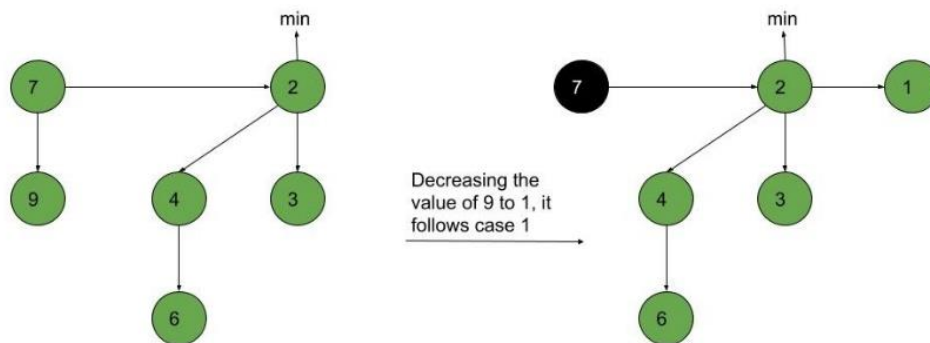 min
min
7
2
7
2
1
9
4
3
Decreasing the
value of 9 to 1, it
follows case 1
4
3
6
6